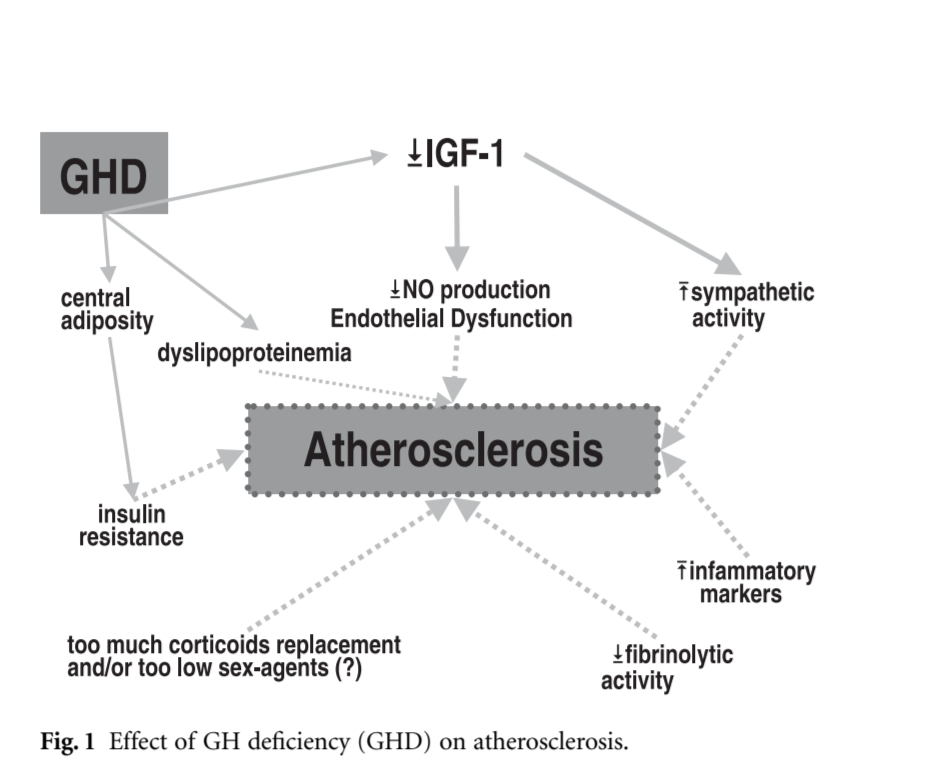 GHD
↓IGF-1
central
adiposity
dyslipoproteinemia
↓NO production
Endothelial Dysfunction
↑sympathetic
activity
Atherosclerosis
insulin
resistance
↑infammatory
markers
too much corticoids replacement
and/or too low sex-agents (?)
↓fibrinolytic
activity
Fig. 1 Effect of GH deficiency (GHD) on atherosclerosis.